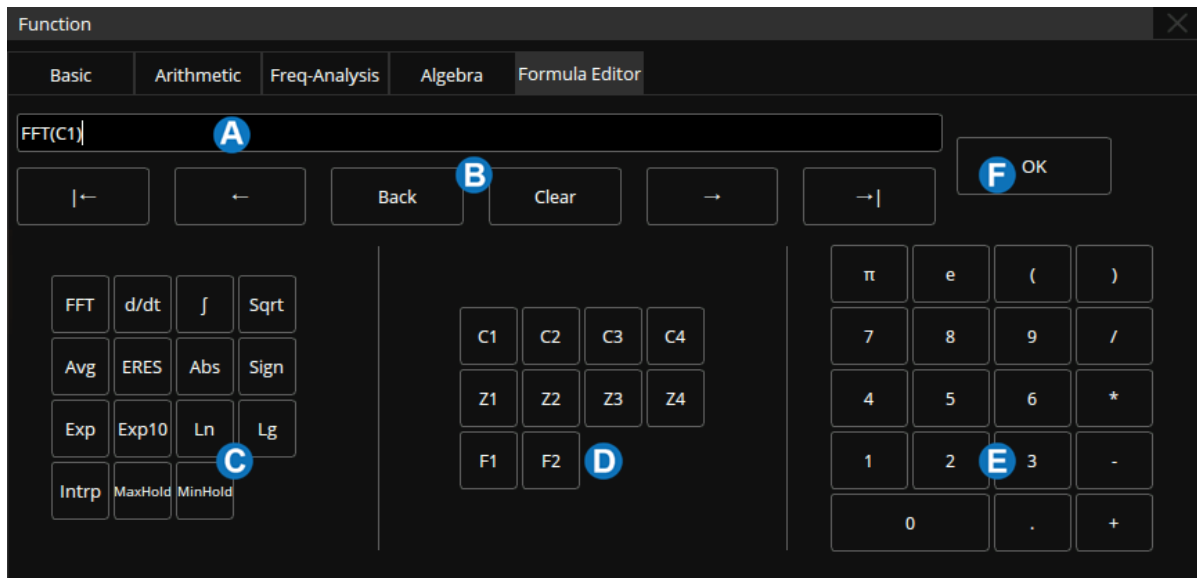 Function
Basic Arithmetic Freq-Analysis Algebra Formula Editor
FFT(C1) A
|← ← Back B Clear → →| F OK
FFT d/dt ∫ Sqrt
Avg ERES Abs Sign
Exp Exp10 Ln Lg
C
Intrp MaxHold MinHold
C1 C2 C3 C4
Z1 Z2 Z3 Z4
F1 F2 D
π e ( )
7 8 9 /
4 5 6 *
1 2 E 3 -
0 . +